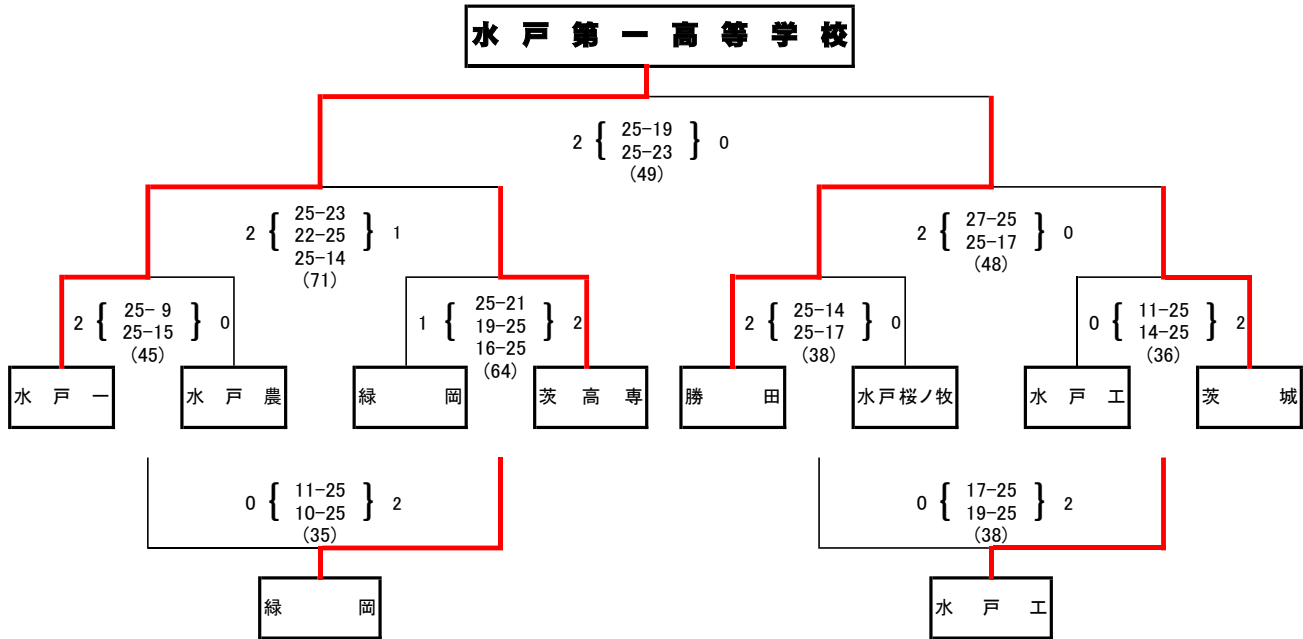 水戸第一高等学校
2 { 25-19 25-23 } 0
(49)
2 { 25-23 22-25 25-14 } 1
(71)
2 { 27-25 25-17 } 0
(48)
2 { 25- 9 25-15 } 0
(45)
1 { 25-21 19-25 16-25 } 2
(64)
2 { 25-14 25-17 } 0
(38)
0 { 11-25 14-25 } 2
(36)
水戸一
水戸農
緑岡
茨高専
勝田
水戸桜ノ牧
水戸工
茨城
0 { 11-25 10-25 } 2
(35)
0 { 17-25 19-25 } 2
(38)
緑岡
水戸工